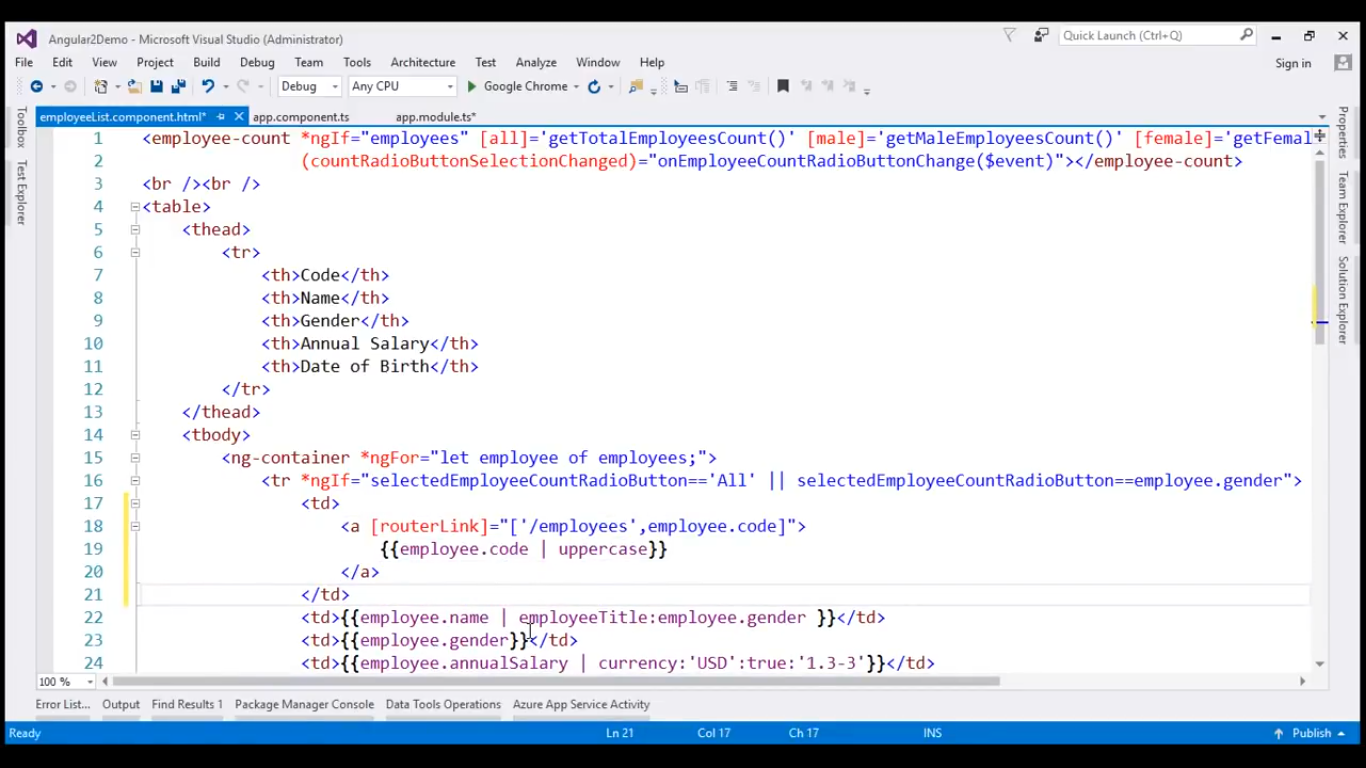 Angular2Demo - Microsoft Visual Studio (Administrator)
Quick Launch (Ctrl+Q)
File Edit View Project Build Debug Team Tools Architecture Test Analyze Window Help
Sign in
Debug Any CPU Google Chrome
employeeList.component.html* app.component.ts app.module.ts*
Toolbox
Test Explorer
Properties
Team Explorer
Solution Explorer
1 <employee-count *ngIf="employees" [all]='getTotalEmployeesCount()' [male]='getMaleEmployeesCount()' [female]='getFemal
2 (countRadioButtonSelectionChanged)="onEmployeeCountRadioButtonChange($event)"></employee-count>
3 <br /><br />
4 <table>
5 <thead>
6 <tr>
7 <th>Code</th>
8 <th>Name</th>
9 <th>Gender</th>
10 <th>Annual Salary</th>
11 <th>Date of Birth</th>
12 </tr>
13 </thead>
14 <tbody>
15 <ng-container *ngFor="let employee of employees;">
16 <tr *ngIf="selectedEmployeeCountRadioButton=='All' || selectedEmployeeCountRadioButton==employee.gender">
17 <td>
18 <a [routerLink]="['/employees',employee.code]">
19 {{employee.code | uppercase}}
20 </a>
21 </td>
22 <td>{{employee.name | employeeTitle:employee.gender }}</td>
23 <td>{{employee.gender}}</td>
24 <td>{{employee.annualSalary | currency:'USD':true:'1.3-3'}}</td>
100 %
Error List... Output Find Results 1 Package Manager Console Data Tools Operations Azure App Service Activity
Ready Ln 21 Col 17 Ch 17 INS Publish